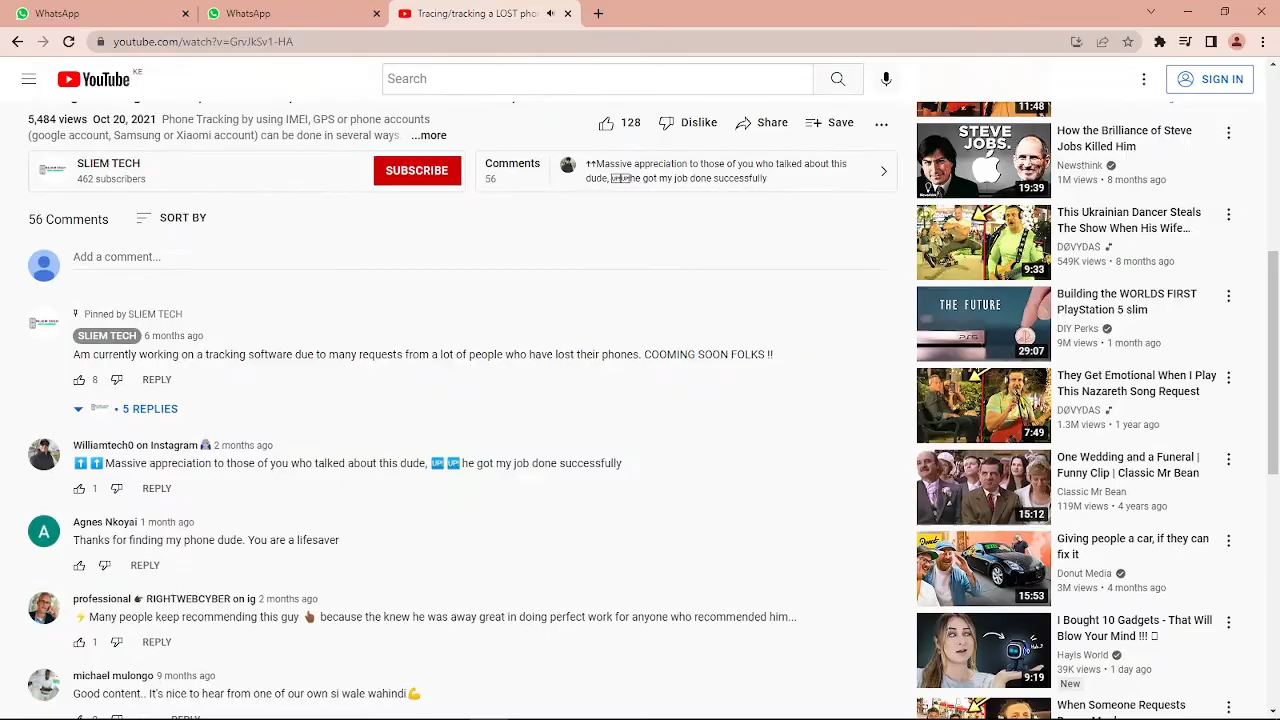 WhatsApp
WhatsApp
Tracing/tracking a LOST phon
youtube.com/watch?v=GrvJkSv1-HA
YouTube KE
Search
SIGN IN
5,484 views Oct 20, 2021 Phone Tracking using IMEI, GPS or phone accounts
(google account, Samsung or Xiaomi account) can be done in several ways. ...more
128 Dislike Share Save
SLIEM TECH
462 subscribers
SUBSCRIBE
Comments
56
↑↑Massive appreciation to those of you who talked about this
dude, 🆙🆙he got my job done successfully
56 Comments SORT BY
Add a comment...
Pinned by SLIEM TECH
SLIEM TECH 6 months ago
Am currently working on a tracking software due to many requests from a lot of people who have lost their phones. COOMING SOON FOLKS !!
8 REPLY
• 5 REPLIES
Williamtech0 on Instagram 2 months ago
⬆️⬆️Massive appreciation to those of you who talked about this dude, 🆙🆙he got my job done successfully
1 REPLY
A
Agnes Nkoyai 1 month ago
Thanks for finding my phone dude. You are a lifesaver
REPLY
professional RIGHTWEBCYBER on ig 2 months ago
⚡ Many people keep recommending this guy 👆🏾 because the knew he was away great in doing perfect work for anyone who recommended him...
1 REPLY
michael mulongo 9 months ago
Good content.. It's nice to hear from one of our own si wale wahindi💪
REPLY
11:48
STEVE
JOBS.
19:39
How the Brilliance of Steve
Jobs Killed Him
Newsthink
1M views • 8 months ago
9:33
This Ukrainian Dancer Steals
The Show When His Wife…
DØVYDAS
549K views • 8 months ago
THE FUTURE
29:07
Building the WORLDS FIRST
PlayStation 5 slim
DIY Perks
9M views • 1 month ago
7:49
They Get Emotional When I Play
This Nazareth Song Request
DØVYDAS
1.3M views • 1 year ago
15:12
One Wedding and a Funeral |
Funny Clip | Classic Mr Bean
Classic Mr Bean
119M views • 4 years ago
Donut
15:53
Giving people a car, if they can
fix it
Donut Media
3M views • 4 months ago
9:19
I Bought 10 Gadgets - That Will
Blow Your Mind !!!
Hayls World
39K views • 1 day ago
New
When Someone Requests